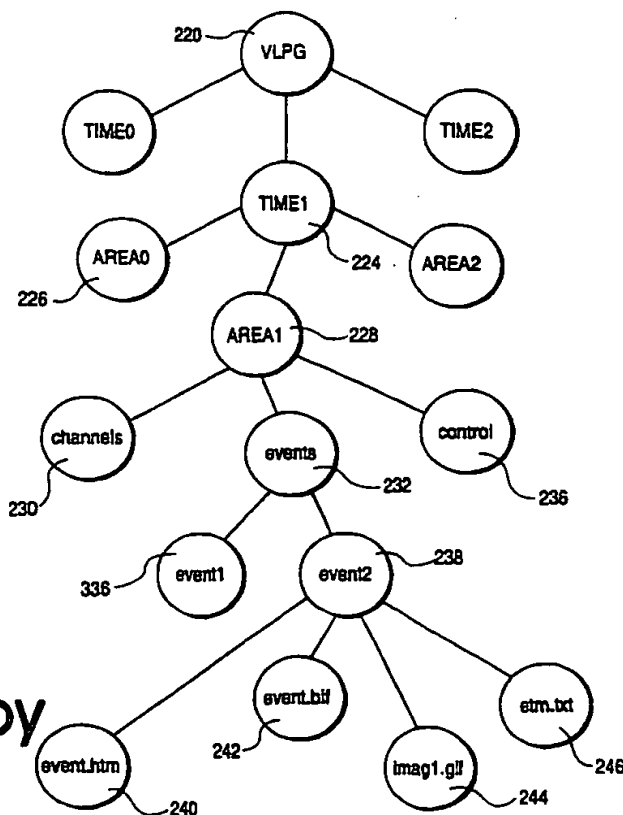 220
VLPG
TIME0
TIME2
TIME1
224
AREA0
226
AREA2
AREA1
228
channels
230
events
232
control
236
336
event1
event2
238
event.bif
242
etm.txt
246
event.htm
240
imag1.gif
244
by